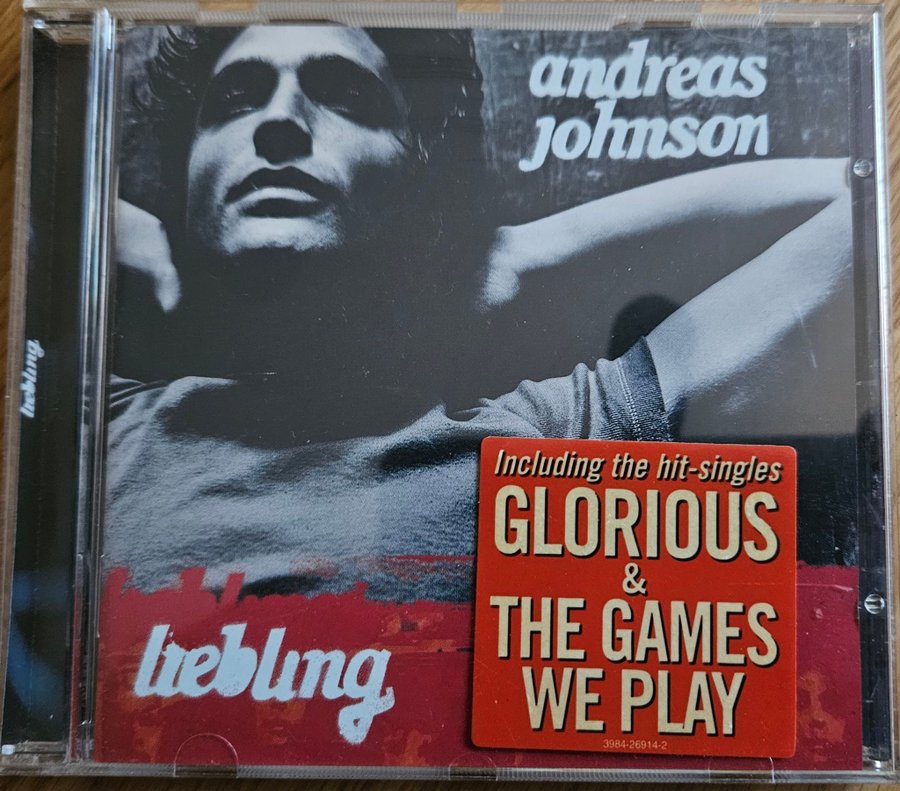 andreas
johnson
liebling
liebling
Including the hit-singles
GLORIOUS
&
THE GAMES
WE PLAY
3984-26914-2